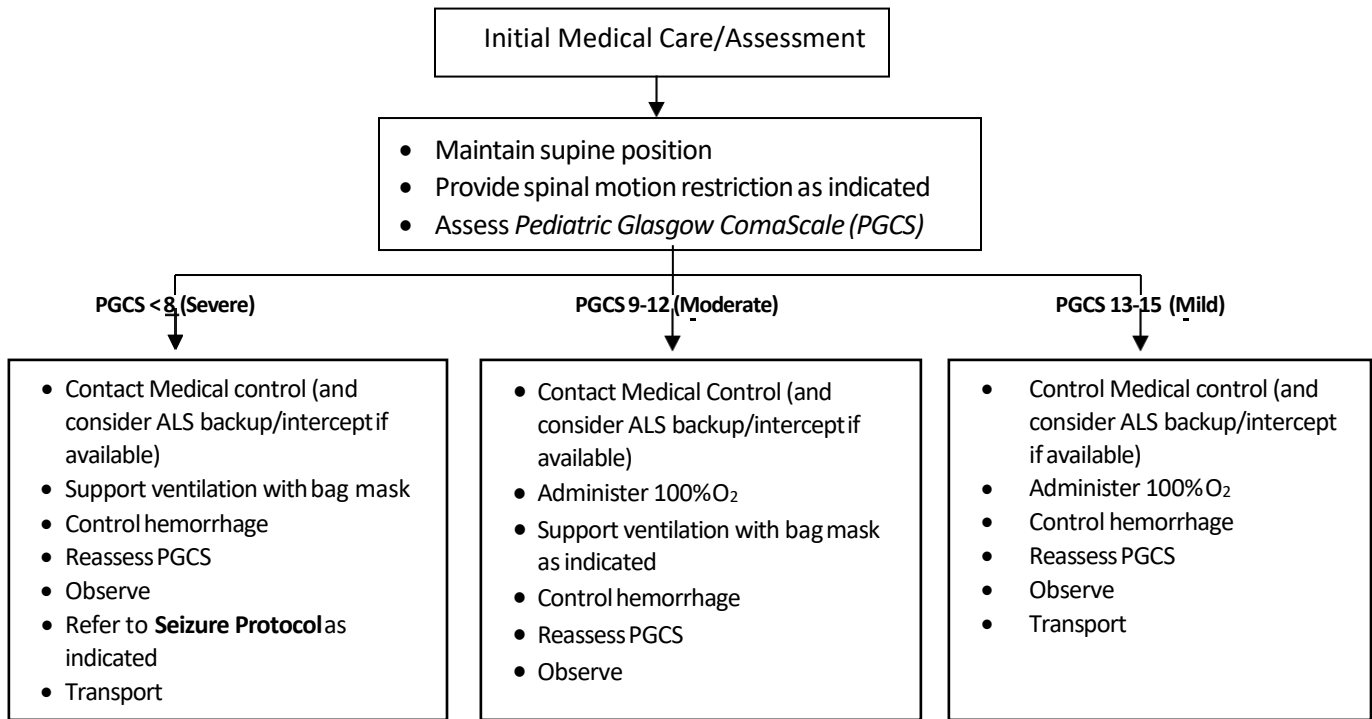 Initial Medical Care/Assessment
• Maintain supine position
• Provide spinal motion restriction as indicated
• Assess Pediatric Glasgow ComaScale (PGCS)
PGCS < 8 (Severe)
PGCS 9-12 (Moderate)
PGCS 13-15 (Mild)
• Contact Medical control (and
consider ALS backup/intercept if
available)
• Support ventilation with bag mask
• Control hemorrhage
• Reassess PGCS
• Observe
• Refer to Seizure Protocol as
indicated
• Transport
• Contact Medical Control (and
consider ALS backup/intercept if
available)
• Administer 100% O2
• Support ventilation with bag mask
as indicated
• Control hemorrhage
• Reassess PGCS
• Observe
• Control Medical control (and
consider ALS backup/intercept
if available)
• Administer 100% O2
• Control hemorrhage
• Reassess PGCS
• Observe
• Transport